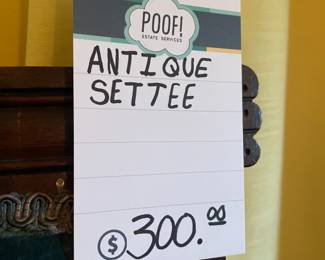 POOF!
ESTATE SERVICES
ANTIQUE
SETTEE
$ 300.00